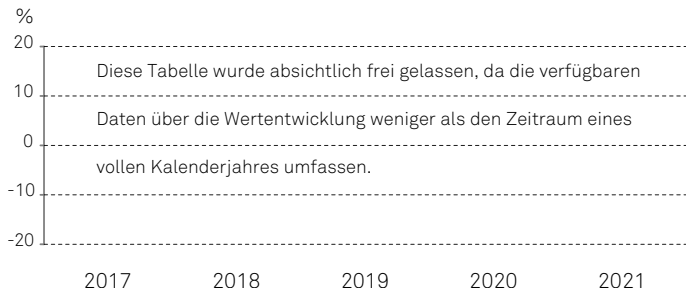 %
20
Diese Tabelle wurde absichtlich frei gelassen, da die verfügbaren
10
Daten über die Wertentwicklung weniger als den Zeitraum eines
0
vollen Kalenderjahres umfassen.
-10
-20
2017 2018 2019 2020 2021